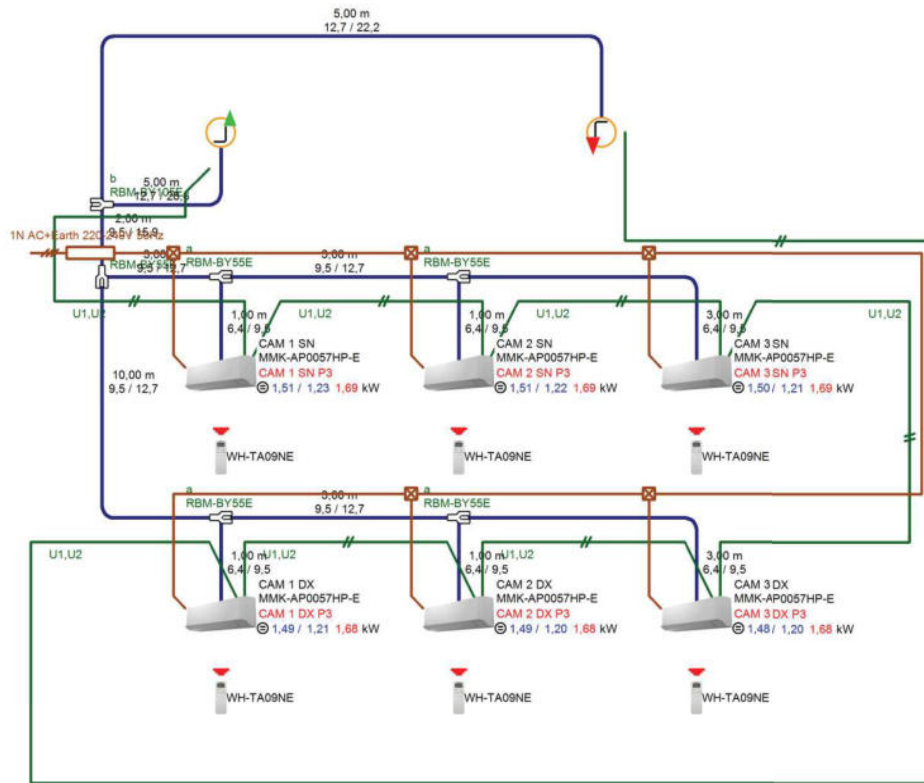 5,00 m
12,7 / 22,2
b
RBM-BY105E
5,00 m
2,00 m
9,5 / 15,9
1N AC+Earth 220-240V 50Hz
3,00 m
9,5 / 12,7
a
RBM-BY55E
3,00 m
9,5 / 12,7
a
RBM-BY55E
U1,U2
U1,U2
U1,U2
U1,U2
1,00 m
6,4 / 9,5
CAM 1 SN
MMK-AP0057HP-E
CAM 1 SN P3
1,51 / 1,23 1,69 kW
1,00 m
6,4 / 9,5
CAM 2 SN
MMK-AP0057HP-E
CAM 2 SN P3
1,51 / 1,22 1,69 kW
3,00 m
6,4 / 9,5
CAM 3 SN
MMK-AP0057HP-E
CAM 3 SN P3
1,50 / 1,21 1,69 kW
10,00 m
9,5 / 12,7
WH-TA09NE
WH-TA09NE
WH-TA09NE
a
RBM-BY55E
3,00 m
9,5 / 12,7
a
RBM-BY55E
U1,U2
U1,U2
U1,U2
1,00 m
6,4 / 9,5
CAM 1 DX
MMK-AP0057HP-E
CAM 1 DX P3
1,49 / 1,21 1,68 kW
1,00 m
6,4 / 9,5
CAM 2 DX
MMK-AP0057HP-E
CAM 2 DX P3
1,49 / 1,20 1,68 kW
3,00 m
6,4 / 9,5
CAM 3 DX
MMK-AP0057HP-E
CAM 3 DX P3
1,48 / 1,20 1,68 kW
WH-TA09NE
WH-TA09NE
WH-TA09NE